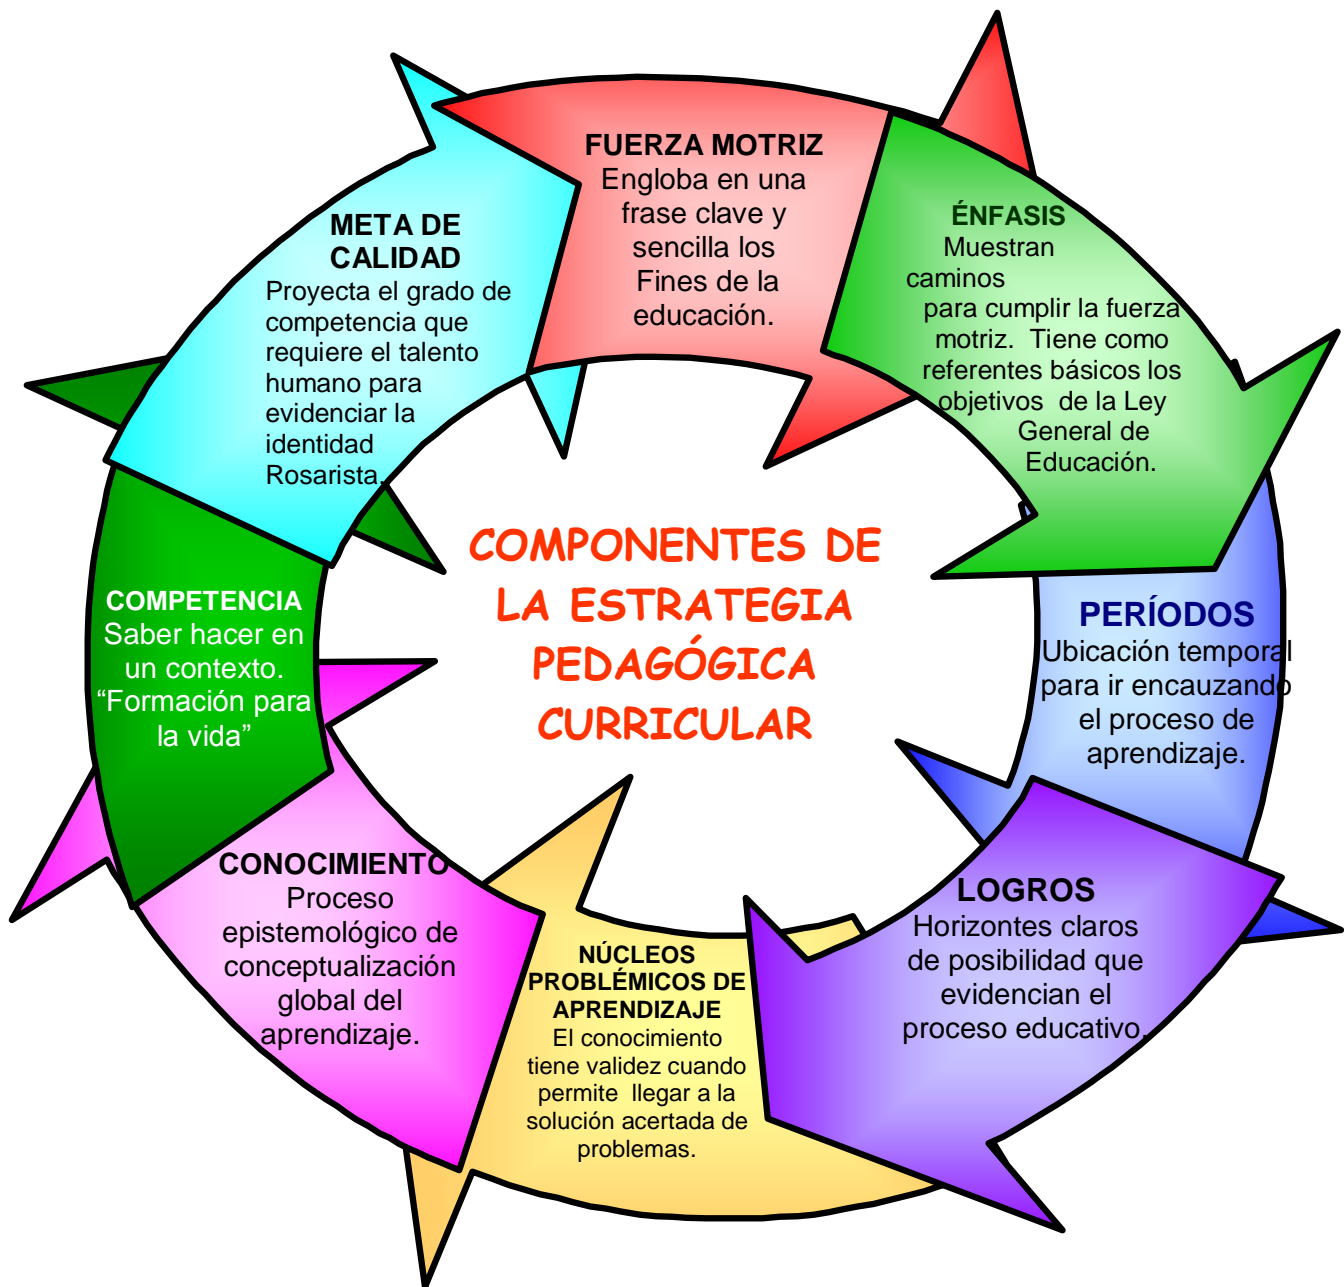 FUERZA MOTRIZ
Engloba en una
frase clave y
sencilla los
Fines de la
educación.
ÉNFASIS
Muestran
caminos
para cumplir la fuerza
motriz. Tiene como
referentes básicos los
objetivos de la Ley
General de
Educación.
PERÍODOS
Ubicación temporal
para ir encauzando
el proceso de
aprendizaje.
LOGROS
Horizontes claros
de posibilidad que
evidencian el
proceso educativo.
NÚCLEOS
PROBLÉMICOS DE
APRENDIZAJE
El conocimiento
tiene validez cuando
permite llegar a la
solución acertada de
problemas.
CONOCIMIENTO
Proceso
epistemológico de
conceptualización
global del
aprendizaje.
COMPETENCIA
Saber hacer en
un contexto.
“Formación para
la vida”
META DE
CALIDAD
Proyecta el grado de
competencia que
requiere el talento
humano para
evidenciar la
identidad
Rosarista.
COMPONENTES DE
LA ESTRATEGIA
PEDAGÓGICA
CURRICULAR